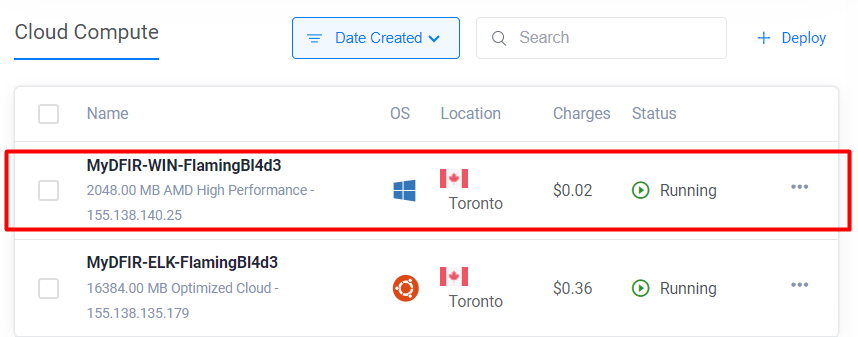 Cloud Compute
Date Created
Search
+ Deploy
Name OS Location Charges Status
MyDFIR-WIN-FlamingBl4d3
2048.00 MB AMD High Performance -
155.138.140.25
Toronto
$0.02
Running
MyDFIR-ELK-FlamingBl4d3
16384.00 MB Optimized Cloud -
155.138.135.179
Toronto
$0.36
Running